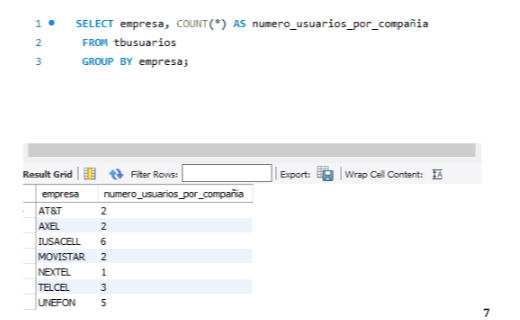 1 SELECT empresa, COUNT(*) AS numero_usuarios_por_compañia
2 FROM tbusuarios
3 GROUP BY empresa;
Result Grid Filter Rows: Export: Wrap Cell Content:
empresa numero_usuarios_por_compañia
AT&T 2
AXEL 2
IUSACELL 6
MOVISTAR 2
NEXTEL 1
TELCEL 3
UNEFON 5
7